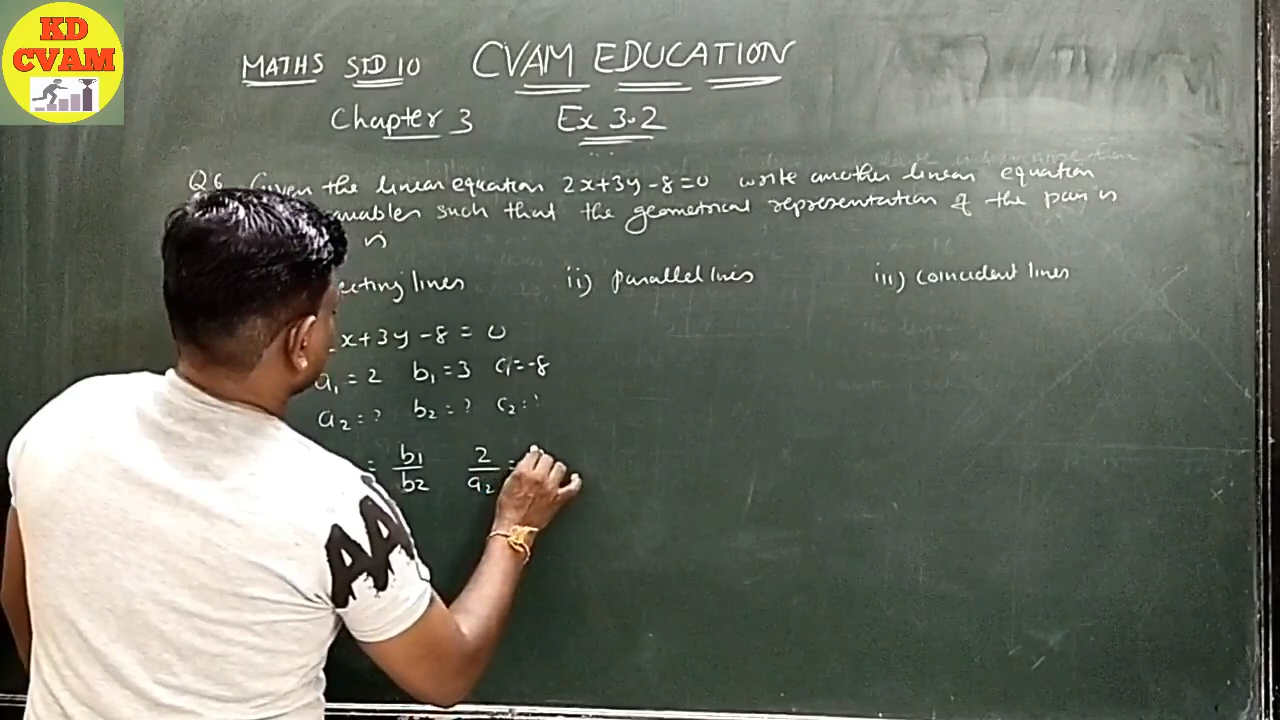 KD
CVAM
MATHS STD 10 CVAM EDUCATION
Chapter 3 Ex 3.2
Q6 Given the linear equation 2x+3y-8=0 write another linear equation
such that the geometrical representation of the pair is
is
ecting lines ii) parallel lines iii) coincident lines
x+3y-8=0
a₁=2 b₁=3 c₁=-8
a₂=? b₂=? c₂=?
= b₁/b₂ 2/a₂ =
AA